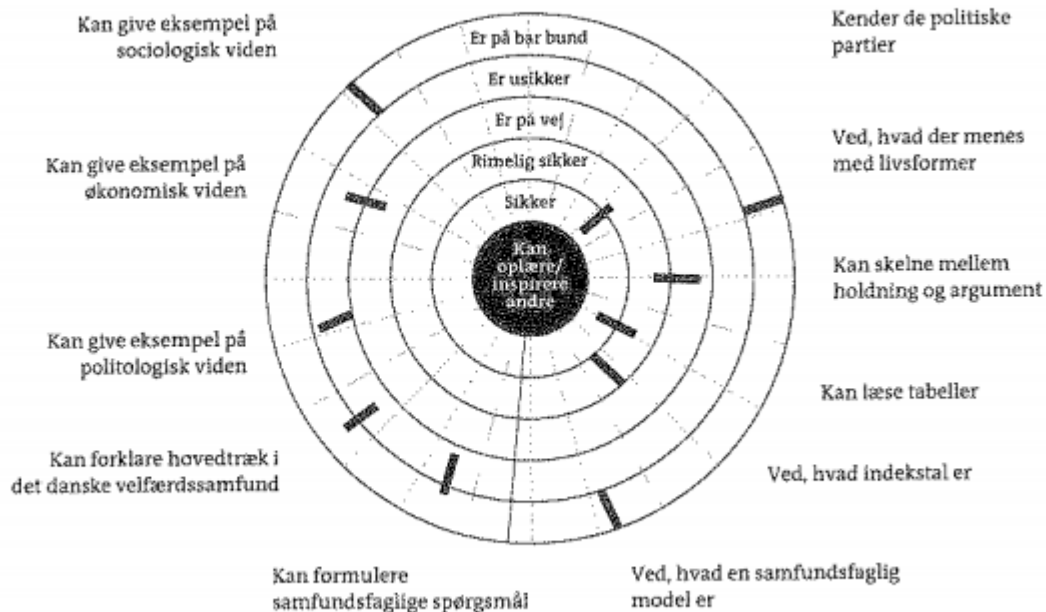 Kan give eksempel på
sociologisk viden
Kender de politiske
partier
Er på bar bund
Er usikker
Er på vej
Rimelig sikker
Sikker
Kan
oplære/
inspirere
andre
Ved, hvad der menes
med livsformer
Kan give eksempel på
økonomisk viden
Kan skelne mellem
holdning og argument
Kan give eksempel på
politologisk viden
Kan læse tabeller
Kan forklare hovedtræk i
det danske velfærdssamfund
Ved, hvad indekstal er
Kan formulere
samfundsfaglige spørgsmål
Ved, hvad en samfundsfaglig
model er